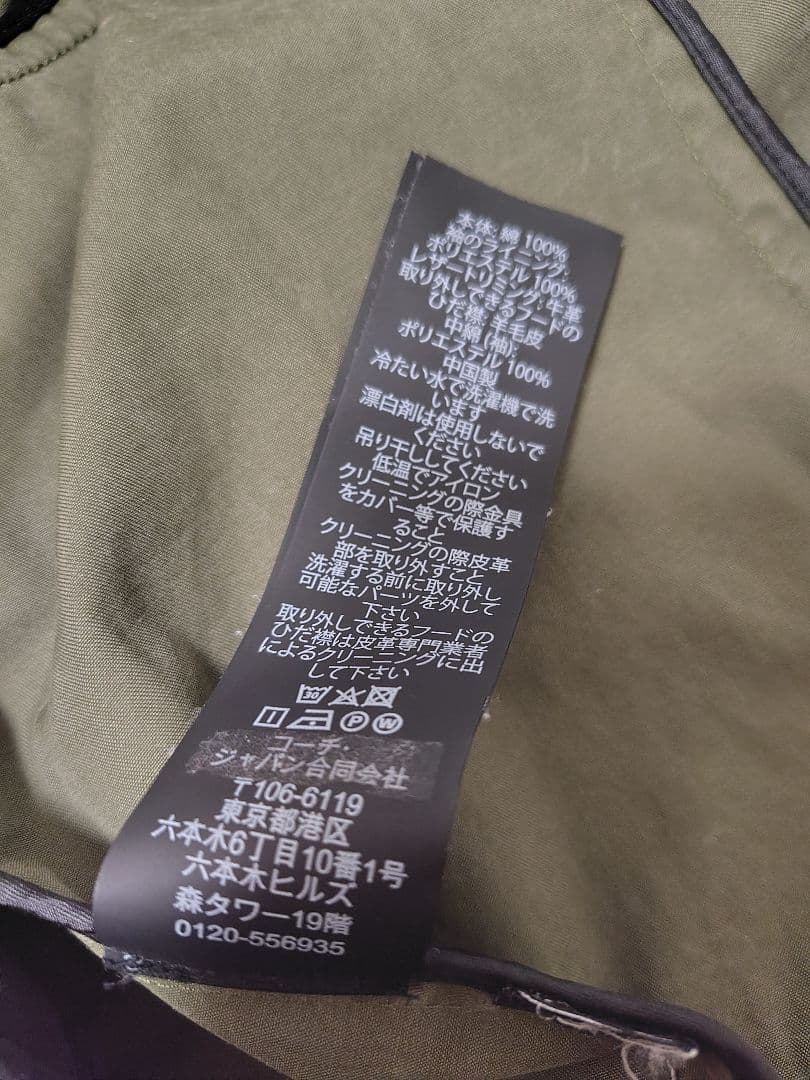 本体: 綿 100%
袖のライニング:
ポリエステル 100%
レザートリミング: 牛革
取り外しできるフードの
ひだ襟: 羊毛皮
中綿 (袖):
ポリエステル 100%
中国製
冷たい水で洗濯機で洗
います
漂白剤は使用しないで
ください
吊り干ししてください
低温でアイロン
クリニニングの際金具
をカバー等で保護す
ること
クリーニングの際皮革
部を取り外すこと
洗濯する前に取り外し
可能なパーツを外して
下さい
取り外しできるフードの
ひだ襟は皮革専門業者
によるクリーニングに出
して下さい
30
P W
コーチ・
ジャパン合同会社
〒106-6119
東京都港区
六本木6丁目10番1号
六本木ヒルズ
森タワー19階
0120-556935